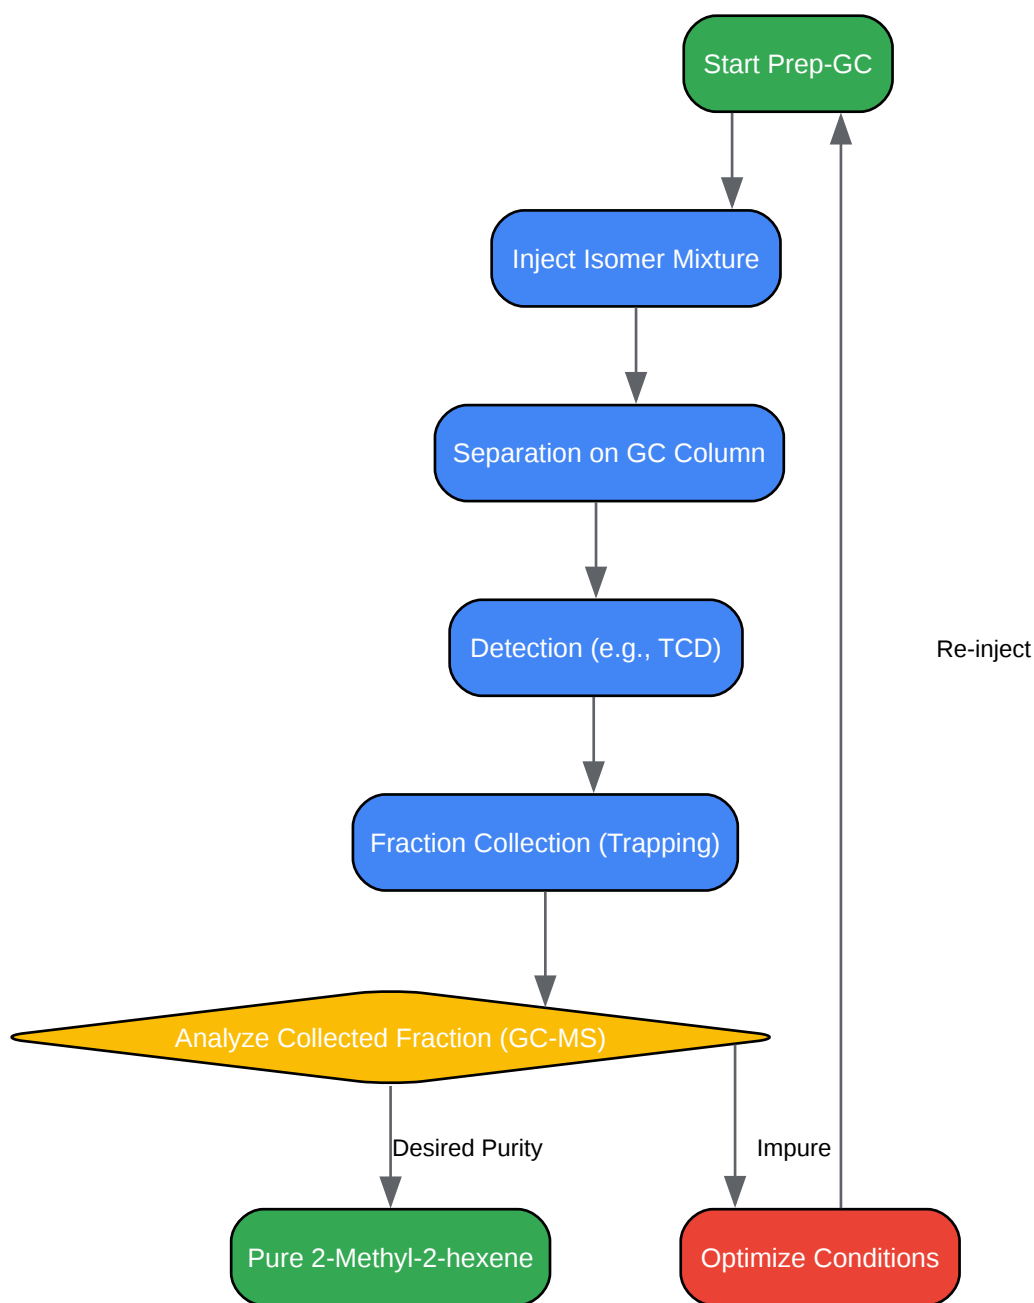 Start Prep-GC
Inject Isomer Mixture
Separation on GC Column
Detection (e.g., TCD)
Re-inject
Fraction Collection (Trapping)
Analyze Collected Fraction (GC-MS)
Desired Purity
Impure
Pure 2-Methyl-2-hexene
Optimize Conditions